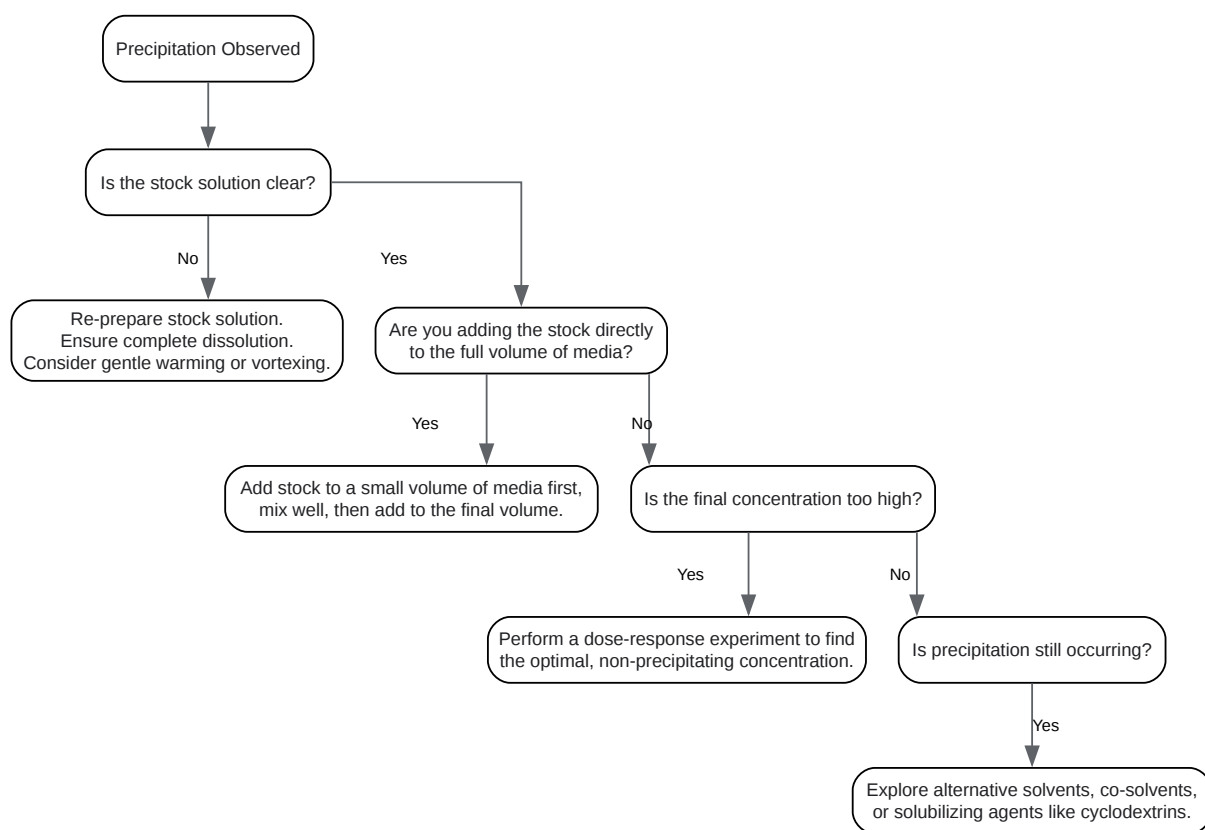 Precipitation Observed
Is the stock solution clear?
No
Yes
Re-prepare stock solution.
Ensure complete dissolution.
Consider gentle warming or vortexing.
Are you adding the stock directly
to the full volume of media?
Yes
No
Add stock to a small volume of media first,
mix well, then add to the final volume.
Is the final concentration too high?
Yes
No
Perform a dose-response experiment to find
the optimal, non-precipitating concentration.
Is precipitation still occurring?
Yes
Explore alternative solvents, co-solvents,
or solubilizing agents like cyclodextrins.